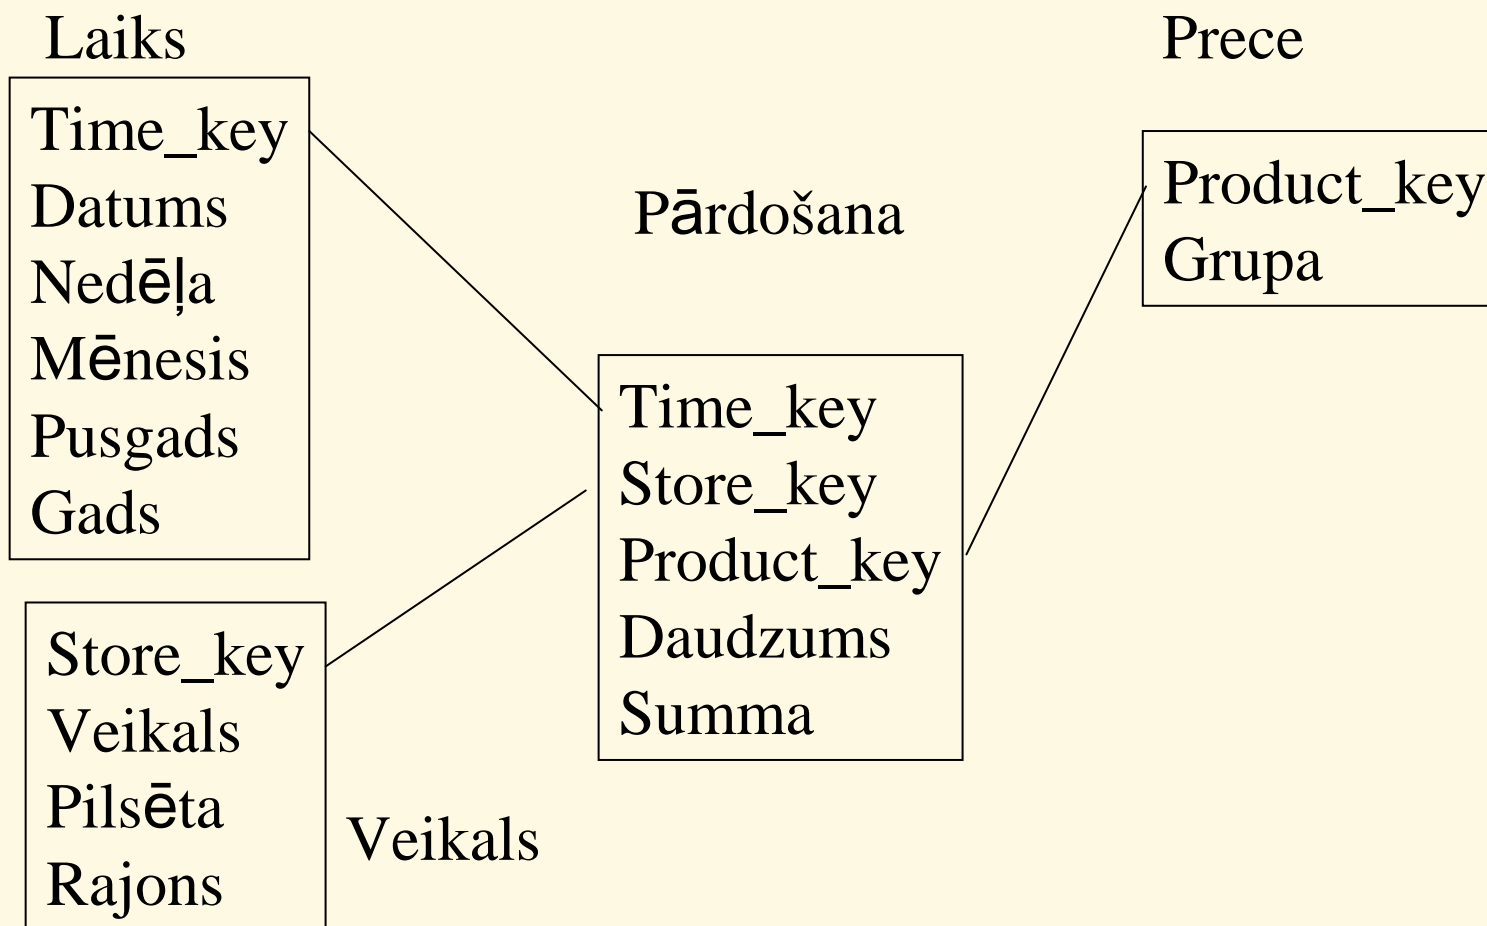 Laiks
Time_key
Datums
Nedēļa
Mēnesis
Pusgads
Gads
Store_key
Veikals
Pilsēta
Rajons
Veikals
Pārdošana
Time_key
Store_key
Product_key
Daudzums
Summa
Prece
Product_key
Grupa